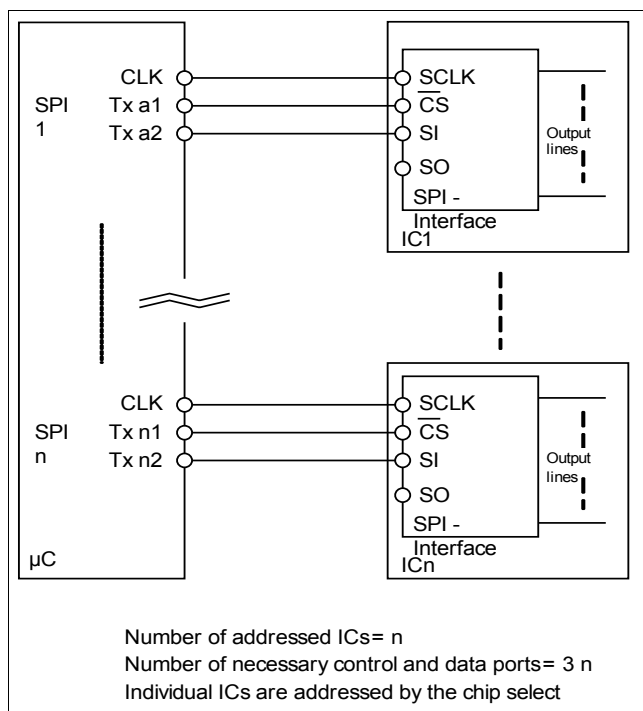 CLK
SPI
1
Tx a1
Tx a2
SCLK
CS
SI
SO
SPI -
Interface
IC1
Output
lines
CLK
SPI
n
Tx n1
Tx n2
µC
SCLK
CS
SI
SO
SPI -
Interface
ICn
Output
lines
Number of addressed ICs= n
Number of necessary control and data ports= 3 n
Individual ICs are addressed by the chip select